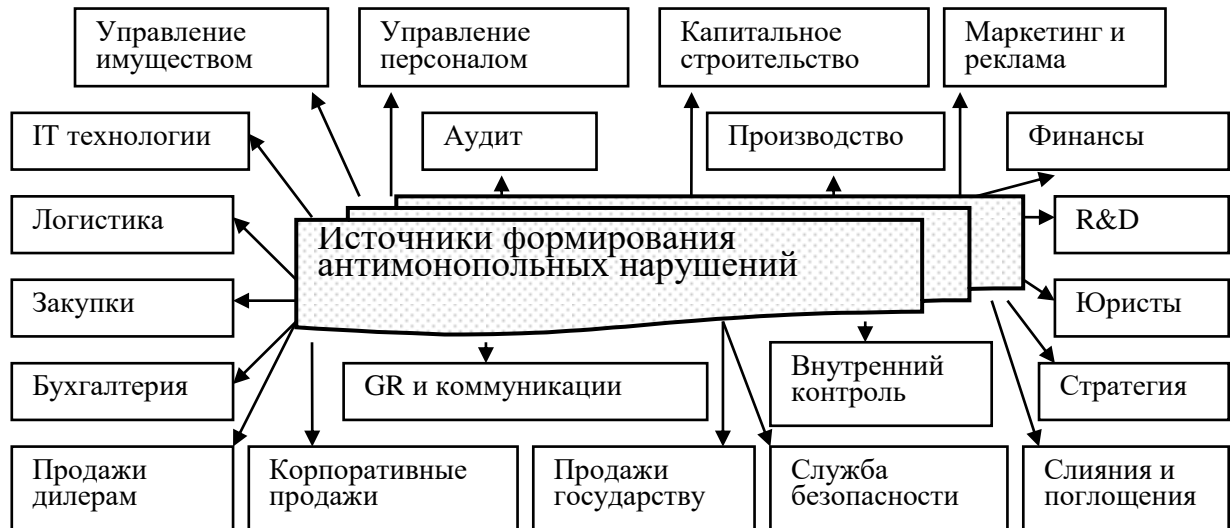 Управление
имуществом
Управление
персоналом
Капитальное
строительство
Маркетинг и
реклама
IT технологии
Аудит
Производство
Финансы
Логистика
Источники формирования
антимонопольных нарушений
R&D
Закупки
Юристы
Бухгалтерия
GR и коммуникации
Внутренний
контроль
Стратегия
Продажи
дилерам
Корпоративные
продажи
Продажи
государству
Служба
безопасности
Слияния и
поглощения